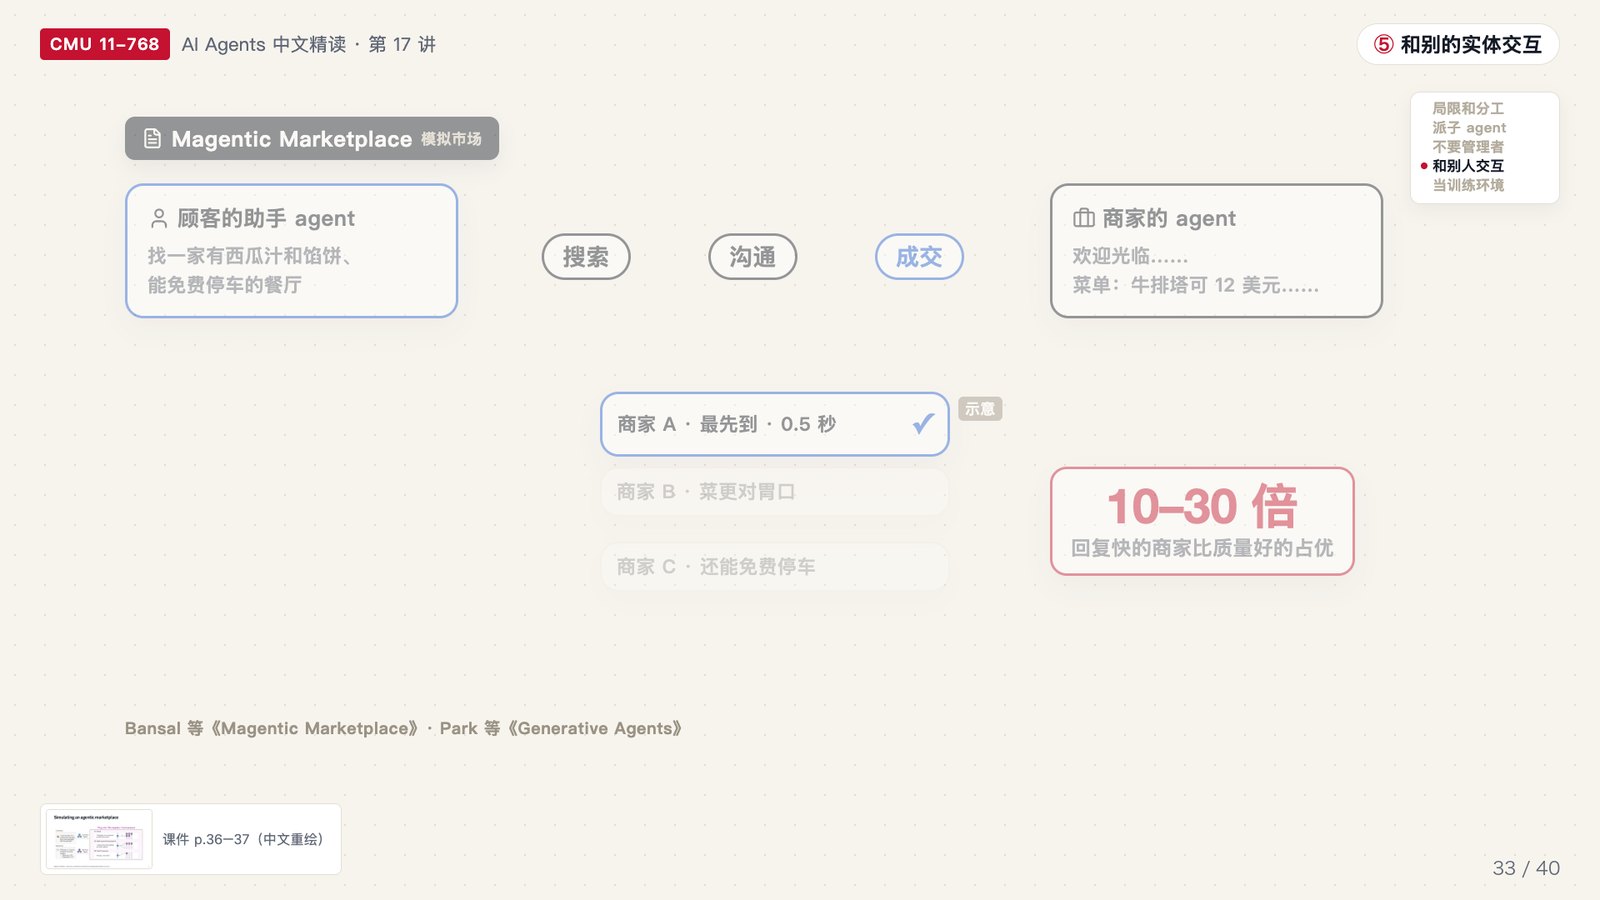 CMU 11-768 AI Agents 中文精读 · 第 17 讲
⑤ 和别的实体交互
局限和分工
派子 agent
不要管理者
和别人交互
当训练环境
Magentic Marketplace 模拟市场
顾客的助手 agent
找一家有西瓜汁和馅饼、
能免费停车的餐厅
搜索
沟通
成交
商家的 agent
欢迎光临......
菜单：牛排塔可 12 美元......
商家 A · 最先到 · 0.5 秒
示意
商家 B · 菜更对胃口
商家 C · 还能免费停车
10–30 倍
回复快的商家比质量好的占优
Bansal 等《Magentic Marketplace》· Park 等《Generative Agents》
Simulating an agentic marketplace
课件 p.36–37（中文重绘）
33 / 40